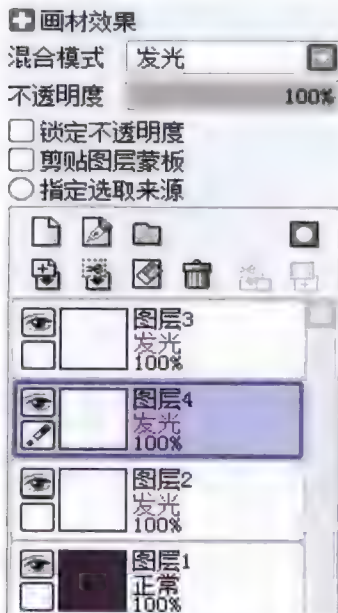 画材效果
混合模式 发光
不透明度 100%
锁定不透明度
剪贴图层蒙板
指定选取来源
图层3
发光
100%
图层4
发光
100%
图层2
发光
100%
图层1
正常
100%